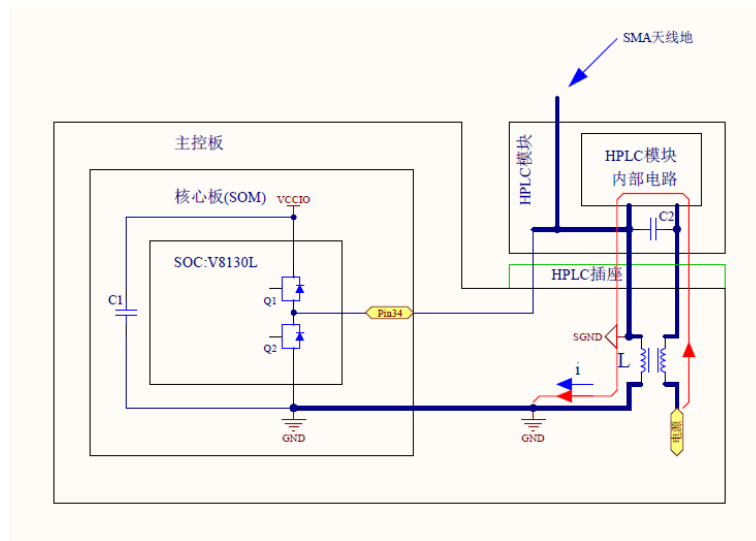 SMA天线地
主控板
HPLC模块
HPLC模块
内部电路
核心板(SOM)
VCCIO
C2
SOC:V8130L
HPLC插座
C1
Q1
Pin34
Q2
SGND
L
i
GND
GND
电源